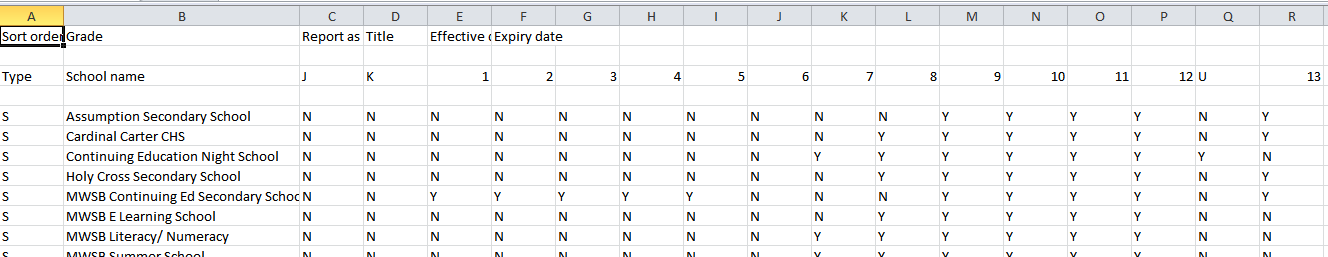 A B C D E F G H I J K L M N O P Q R
Sort order Grade Report as Title Effective Expiry date
Type School name J K 1 2 3 4 5 6 7 8 9 10 11 12 U 13
S Assumption Secondary School N N N N N N N N N N Y Y Y Y N Y
S Cardinal Carter CHS N N N N N N N N N Y Y Y Y Y N Y
S Continuing Education Night School N N N N N N N N Y Y Y Y Y Y Y N
S Holy Cross Secondary School N N N N N N N N N Y Y Y Y Y N Y
S MWSB Continuing Ed Secondary Schoo N N Y Y Y Y Y N N N Y Y Y Y N Y
S MWSB E Learning School N N N N N N N N N Y Y Y Y Y N N
S MWSB Literacy/ Numeracy N N N N N N N N Y Y Y Y Y Y N N
S MWSB Summer School N N N N N N N N Y Y Y Y Y Y N N